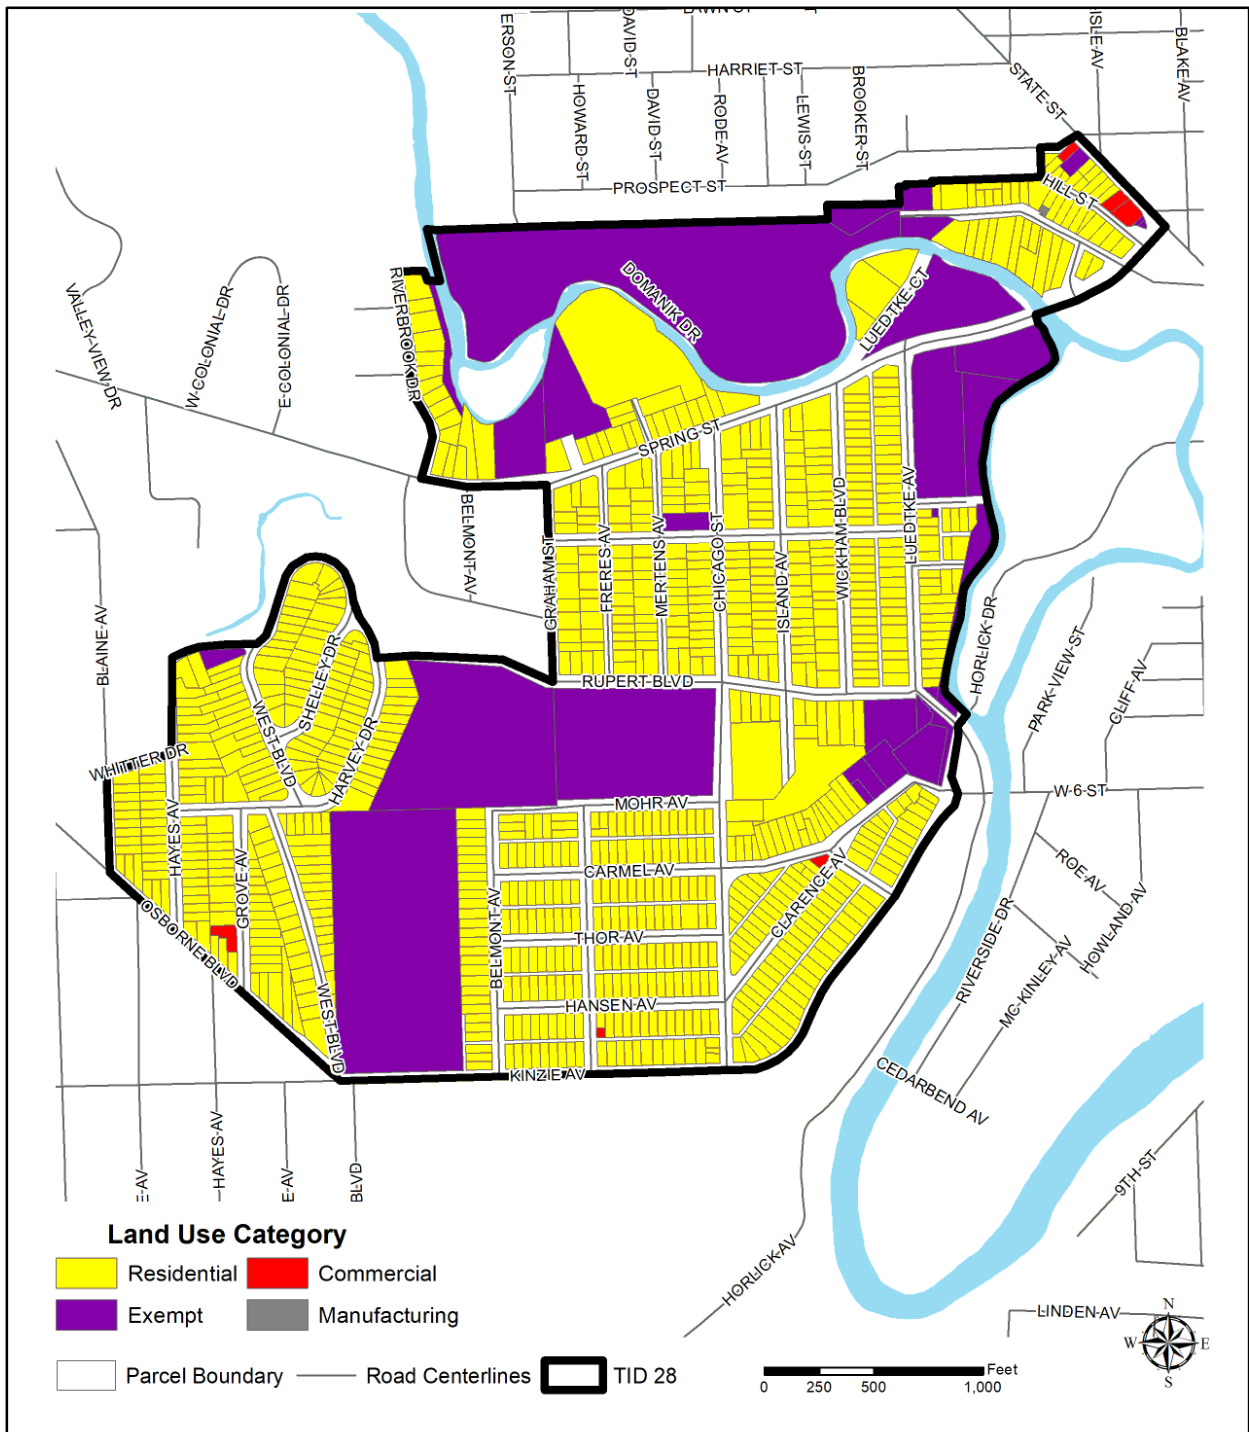 ERSON-ST
DAVID-ST
ISLE-AV
BLAKE-AV
HARRIET-ST
STATE-ST
HOWARD-ST
DAVID-ST
RODE-AV
LEWIS-ST
BROOKER-ST
PROSPECT-ST
HILL-ST
RIVERBROOK-DR
DOMANIK DR
LUEDTKE-CT
VALLEY-VIEW-DR
W-COLONIAL-DR
E-COLONIAL-DR
SPRING-ST
BELMONT-AV
GRAHAM-ST
FRERES-AV
MERTENS-AV
CHICAGO-ST
ISLAND-AV
WICKHAM-BLVD
LUEDTKE-AV
BLAINE-AV
HORLICK-DR
PARK-VIEW-ST
CLIFF-AV
RUPERT-BLVD
SHELLEY-DR
WEST-BLVD
HARVEY-DR
WHITTER DR
MOHR-AV
W-6-ST
HAYES-AV
GROVE-AV
CARMEL-AV
CLARENCE-AV
ROE-AV
HOWLAND-AV
BELMONT-AV
THOR-AV
OSBORNE-BLVD
RIVERSIDE-DR
MC-KINLEY-AV
HANSEN-AV
WEST-BLVD
KINZIE-AV
CEDARBEND AV
E-AV
HAYES-AV
E-AV
BLVD
9TH-ST
HORLICK-AV
LINDEN-AV
Land Use Category
Residential
Commercial
Exempt
Manufacturing
Parcel Boundary
Road Centerlines
TID 28
Feet
0 250 500 1,000
N
W E
S